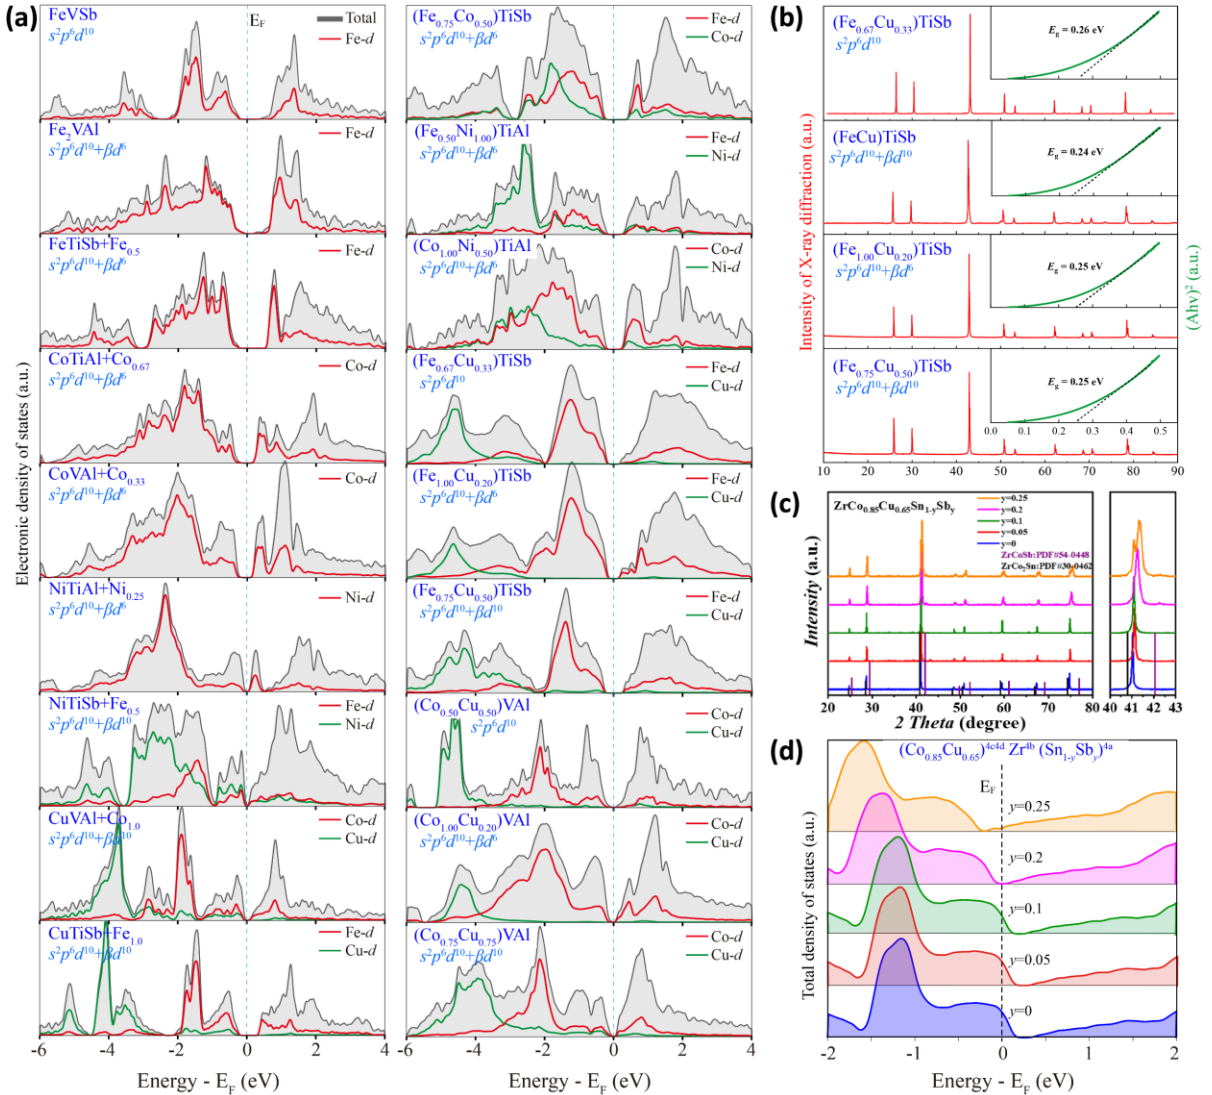 (a)
Electronic density of states (a.u.)
FeVSb
s²p⁶d¹⁰
E_F
Total
Fe-d
Fe₂VAl
s²p⁶d¹⁰+βd⁶
Fe-d
FeTiSb+Fe₀.₅
s²p⁶d¹⁰+βd⁶
Fe-d
CoTiAl+Co₀.₆₇
s²p⁶d¹⁰+βd⁶
Co-d
CoVAl+Co₀.₃₃
s²p⁶d¹⁰+βd⁶
Co-d
NiTiAl+Ni₀.₂₅
s²p⁶d¹⁰+βd⁶
Ni-d
NiTiSb+Fe₀.₅
s²p⁶d¹⁰+βd¹⁰
Fe-d
Ni-d
CuVAl+Co₁.₀
s²p⁶d¹⁰+βd¹⁰
Co-d
Cu-d
CuTiSb+Fe₁.₀
s²p⁶d¹⁰+βd¹⁰
Fe-d
Cu-d
-6 -4 -2 0 2 4
Energy - E_F (eV)
(Fe₀.₇₅Co₀.₅₀)TiSb
s²p⁶d¹⁰+βd⁶
Fe-d
Co-d
(Fe₀.₅₀Ni₁.₀₀)TiAl
s²p⁶d¹⁰+βd⁶
Fe-d
Ni-d
(Co₁.₀₀Ni₀.₅₀)TiAl
s²p⁶d¹⁰+βd⁶
Co-d
Ni-d
(Fe₀.₆₇Cu₀.₃₃)TiSb
s²p⁶d¹⁰
Fe-d
Cu-d
(Fe₁.₀₀Cu₀.₂₀)TiSb
s²p⁶d¹⁰+βd⁶
Fe-d
Cu-d
(Fe₀.₇₅Cu₀.₅₀)TiSb
s²p⁶d¹⁰+βd¹⁰
Fe-d
Cu-d
(Co₀.₅₀Cu₀.₅₀)VAl
s²p⁶d¹⁰
Co-d
Cu-d
(Co₁.₀₀Cu₀.₂₀)VAl
s²p⁶d¹⁰+βd⁶
Co-d
Cu-d
(Co₀.₇₅Cu₀.₇₅)VAl
s²p⁶d¹⁰+βd¹⁰
Co-d
Cu-d
-6 -4 -2 0 2 4
Energy - E_F (eV)
(b)
Intensity of X-ray diffraction (a.u.)
(Ahv)² (a.u.)
(Fe₀.₆₇Cu₀.₃₃)TiSb
s²p⁶d¹⁰
E_g = 0.26 eV
(FeCu)TiSb
s²p⁶d¹⁰+βd¹⁰
E_g = 0.24 eV
(Fe₁.₀₀Cu₀.₂₀)TiSb
s²p⁶d¹⁰+βd⁶
E_g = 0.25 eV
(Fe₀.₇₅Cu₀.₅₀)TiSb
s²p⁶d¹⁰+βd¹⁰
E_g = 0.25 eV
0.0 0.1 0.2 0.3 0.4 0.5
10 20 30 40 50 60 70 80 90
(c)
Intensity (a.u.)
ZrCo₀.₈₅Cu₀.₆₅Sn₁₋ySby
y=0.25
y=0.2
y=0.1
y=0.05
y=0
ZrCoSb:PDF#54-0448
ZrCo₂Sn:PDF#30-0462
20 30 40 50 60 70 80
40 41 42 43
2 Theta (degree)
(d)
Total density of states (a.u.)
(Co₀.₈₅Cu₀.₆₅)⁴ᶜ⁴ᵈ Zr⁴ᵇ (Sn₁₋ySby)⁴ᵃ
E_F
y=0.25
y=0.2
y=0.1
y=0.05
y=0
-2 -1 0 1 2
Energy - E_F (eV)